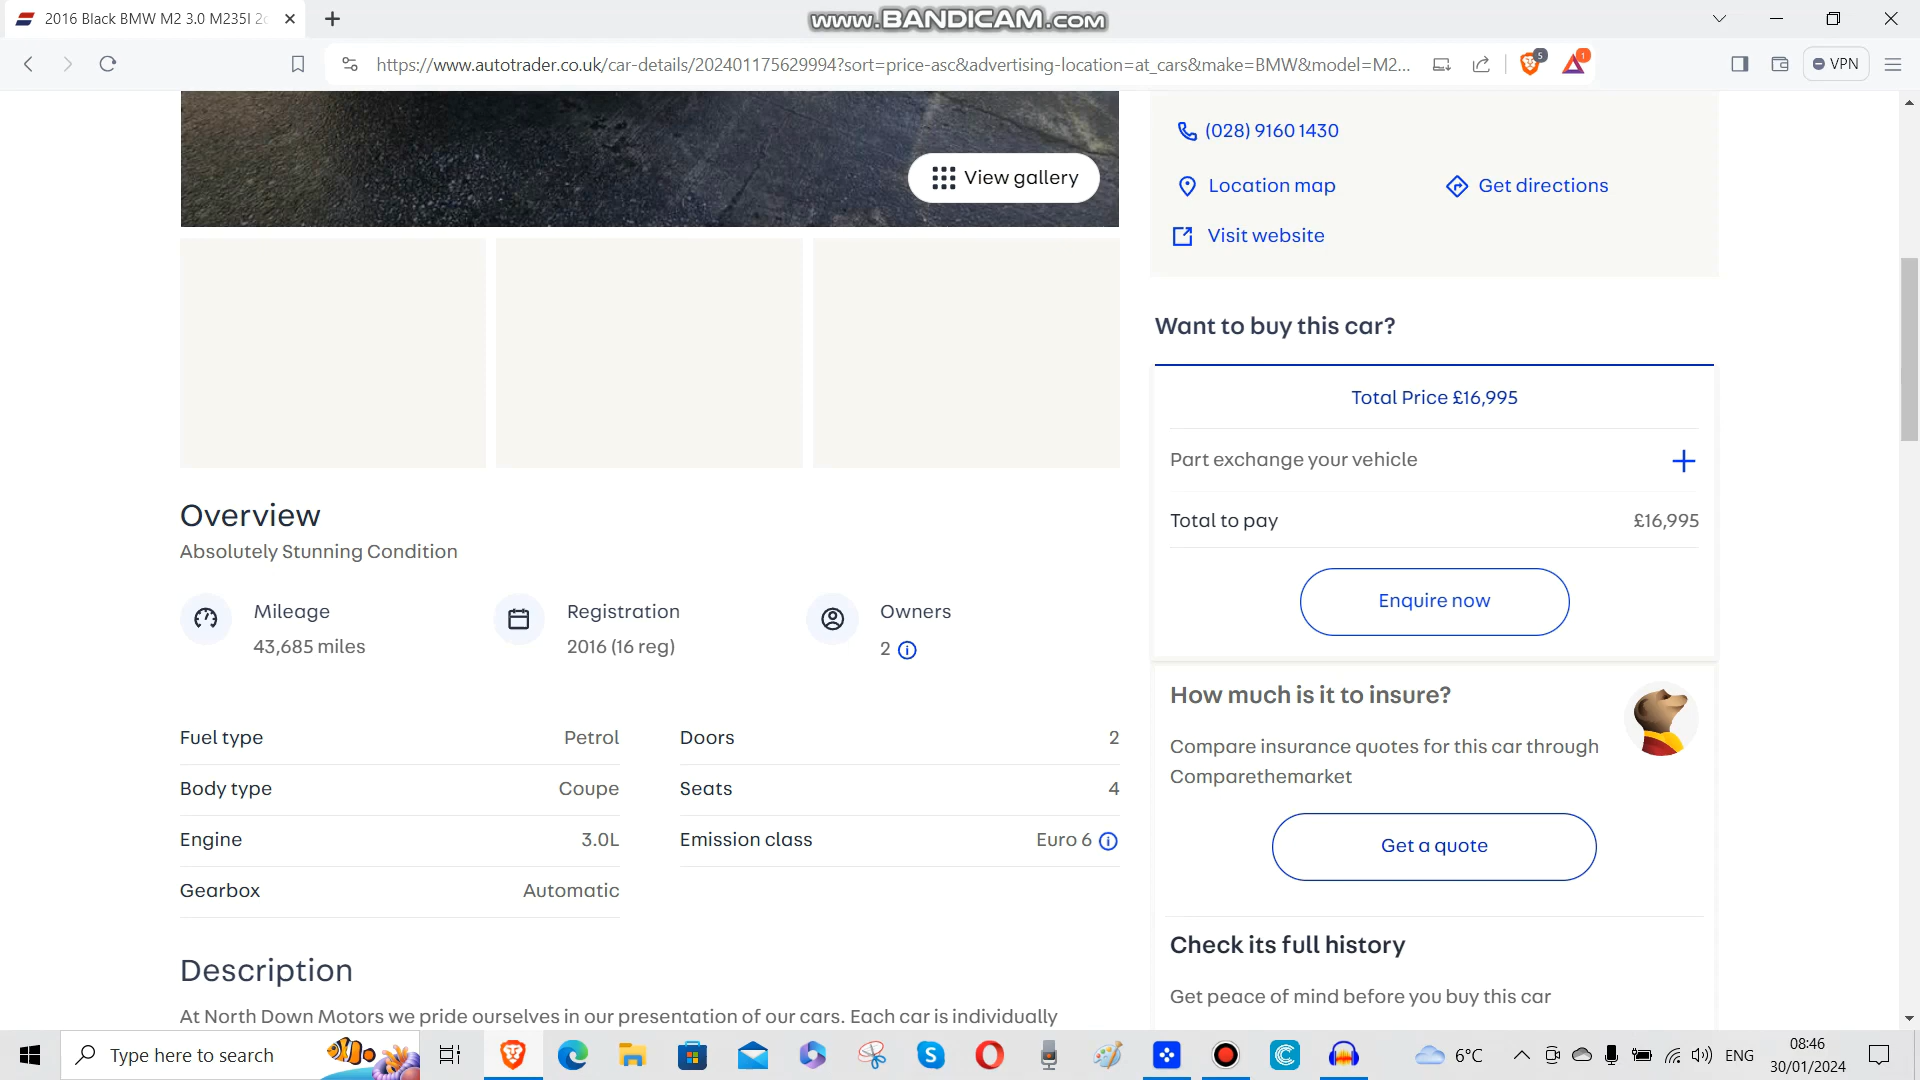 2016 Black BMW M2 3.0 M235I 2
www.BANDICAM.com
https://www.autotrader.co.uk/car-details/202401175629994?sort=price-asc&advertising-location=at_cars&make=BMW&model=M2...
5
1
VPN
View gallery
(028) 9160 1430
Location map
Get directions
Visit website
Want to buy this car?
Total Price £16,995
Part exchange your vehicle
Total to pay £16,995
Enquire now
Overview
Absolutely Stunning Condition
Mileage
43,685 miles
Registration
2016 (16 reg)
Owners
2
Fuel type Petrol
Doors 2
Body type Coupe
Seats 4
Engine 3.0L
Emission class Euro 6
Gearbox Automatic
How much is it to insure?
Compare insurance quotes for this car through
Comparethemarket
Get a quote
Check its full history
Get peace of mind before you buy this car
Description
At North Down Motors we pride ourselves in our presentation of our cars. Each car is individually
Type here to search
6°C
ENG
08:46
30/01/2024